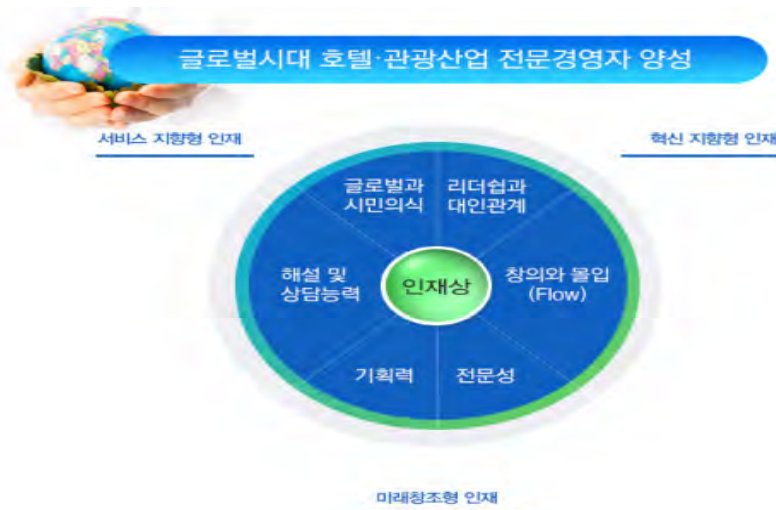 글로벌시대 호텔·관광산업 전문경영자 양성
서비스 지향형 인재
혁신 지향형 인재
글로벌과
시민의식
리더쉽과
대인관계
해설 및
상담능력
인재상
창의와 몰입
(Flow)
기획력
전문성
미래창조형 인재